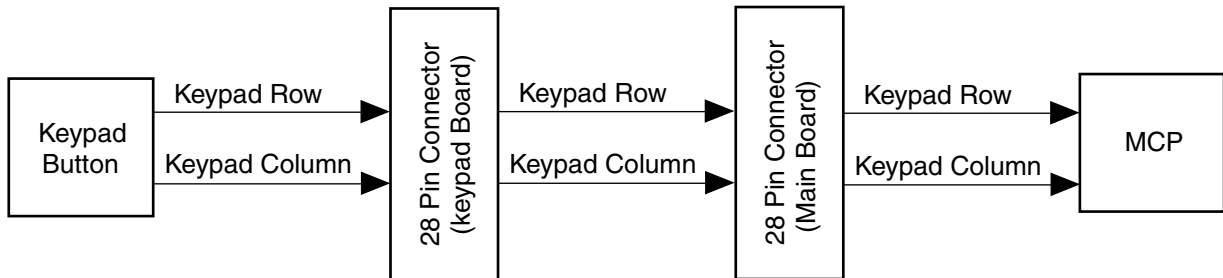 Keypad
Button
Keypad Row
Keypad Column
28 Pin Connector
(keypad Board)
Keypad Row
Keypad Column
28 Pin Connector
(Main Board)
Keypad Row
Keypad Column
MCP